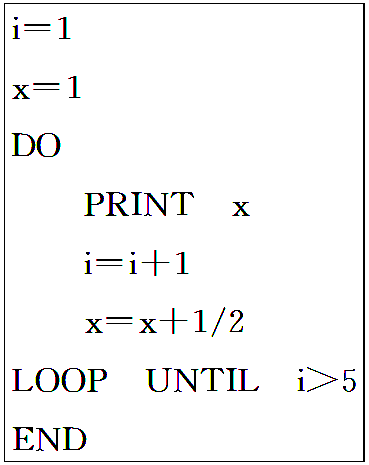 i=1
x=1
DO
PRINT x
i=i+1
x=x+1/2
LOOP UNTIL i>5
END